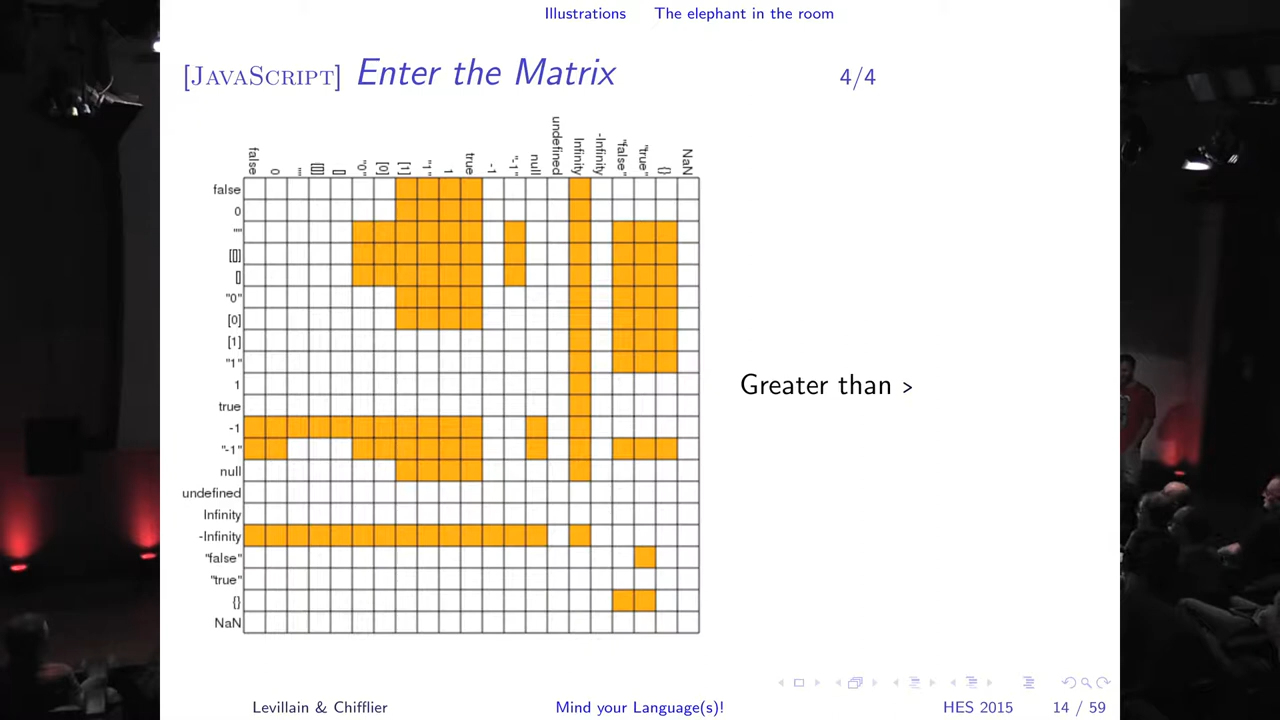 Illustrations The elephant in the room
[JAVASCRIPT] Enter the Matrix 4/4
false 0 "" [[]] [] "0" [0] [1] "1" 1 true -1 "-1" null undefined Infinity -Infinity "false" "true" {} NaN
false
0
""
[[]]
[]
"0"
[0]
[1]
"1"
1
true
-1
"-1"
null
undefined
Infinity
-Infinity
"false"
"true"
{}
NaN
Greater than >
Levillain & Chifflier Mind your Language(s)! HES 2015 14 / 59